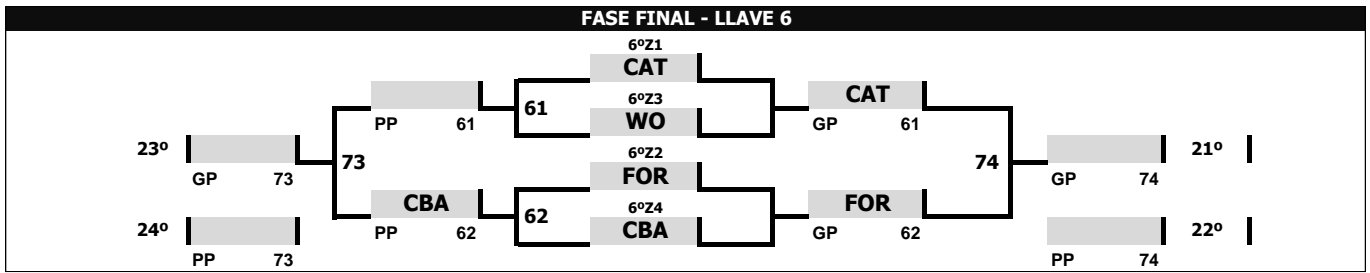 FASE FINAL - LLAVE 6
6ºZ1
CAT
CAT
61
6ºZ3
PP 61
WO
GP 61
23º
73
6ºZ2
74
21º
GP 73
FOR
GP 74
CBA
FOR
62
6ºZ4
24º
PP 62
CBA
GP 62
22º
PP 73
PP 74